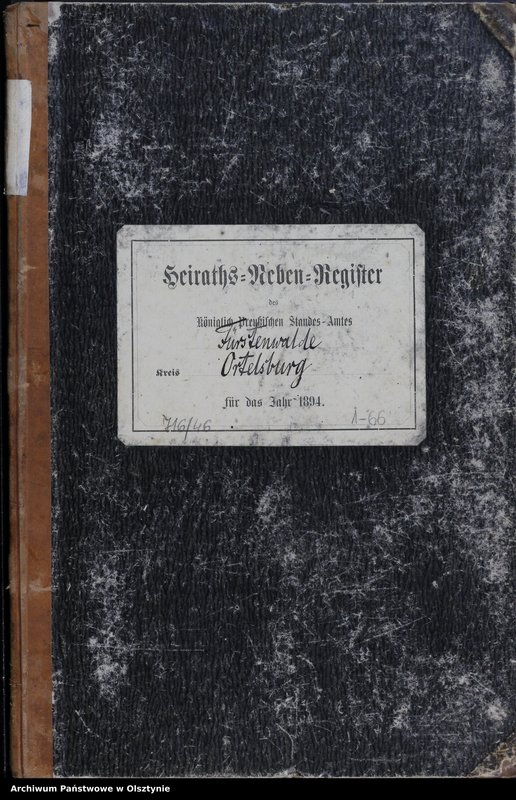 Heiraths-Neben-Register
des
Königlich Preußischen Standes-Amtes
Fürstenwalde
Kreis Ortelsburg
für das Jahr 1894.
716/46 1-66
Archiwum Państwowe w Olsztynie